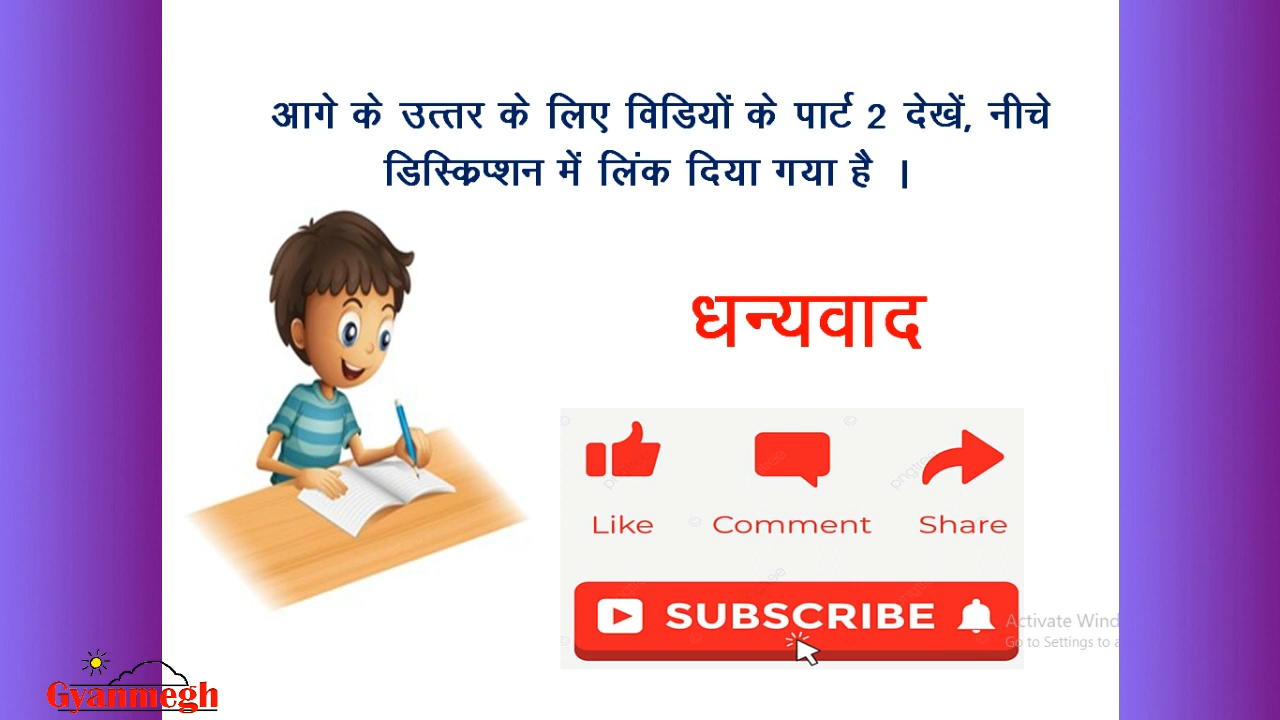 आगे के उत्तर के लिए विडियों के पार्ट 2 देखें, नीचे
डिस्क्रिप्शन में लिंक दिया गया है ।
धन्यवाद
Like Comment Share
SUBSCRIBE
Activate Wind
Go to Settings to a
Gyanmegh